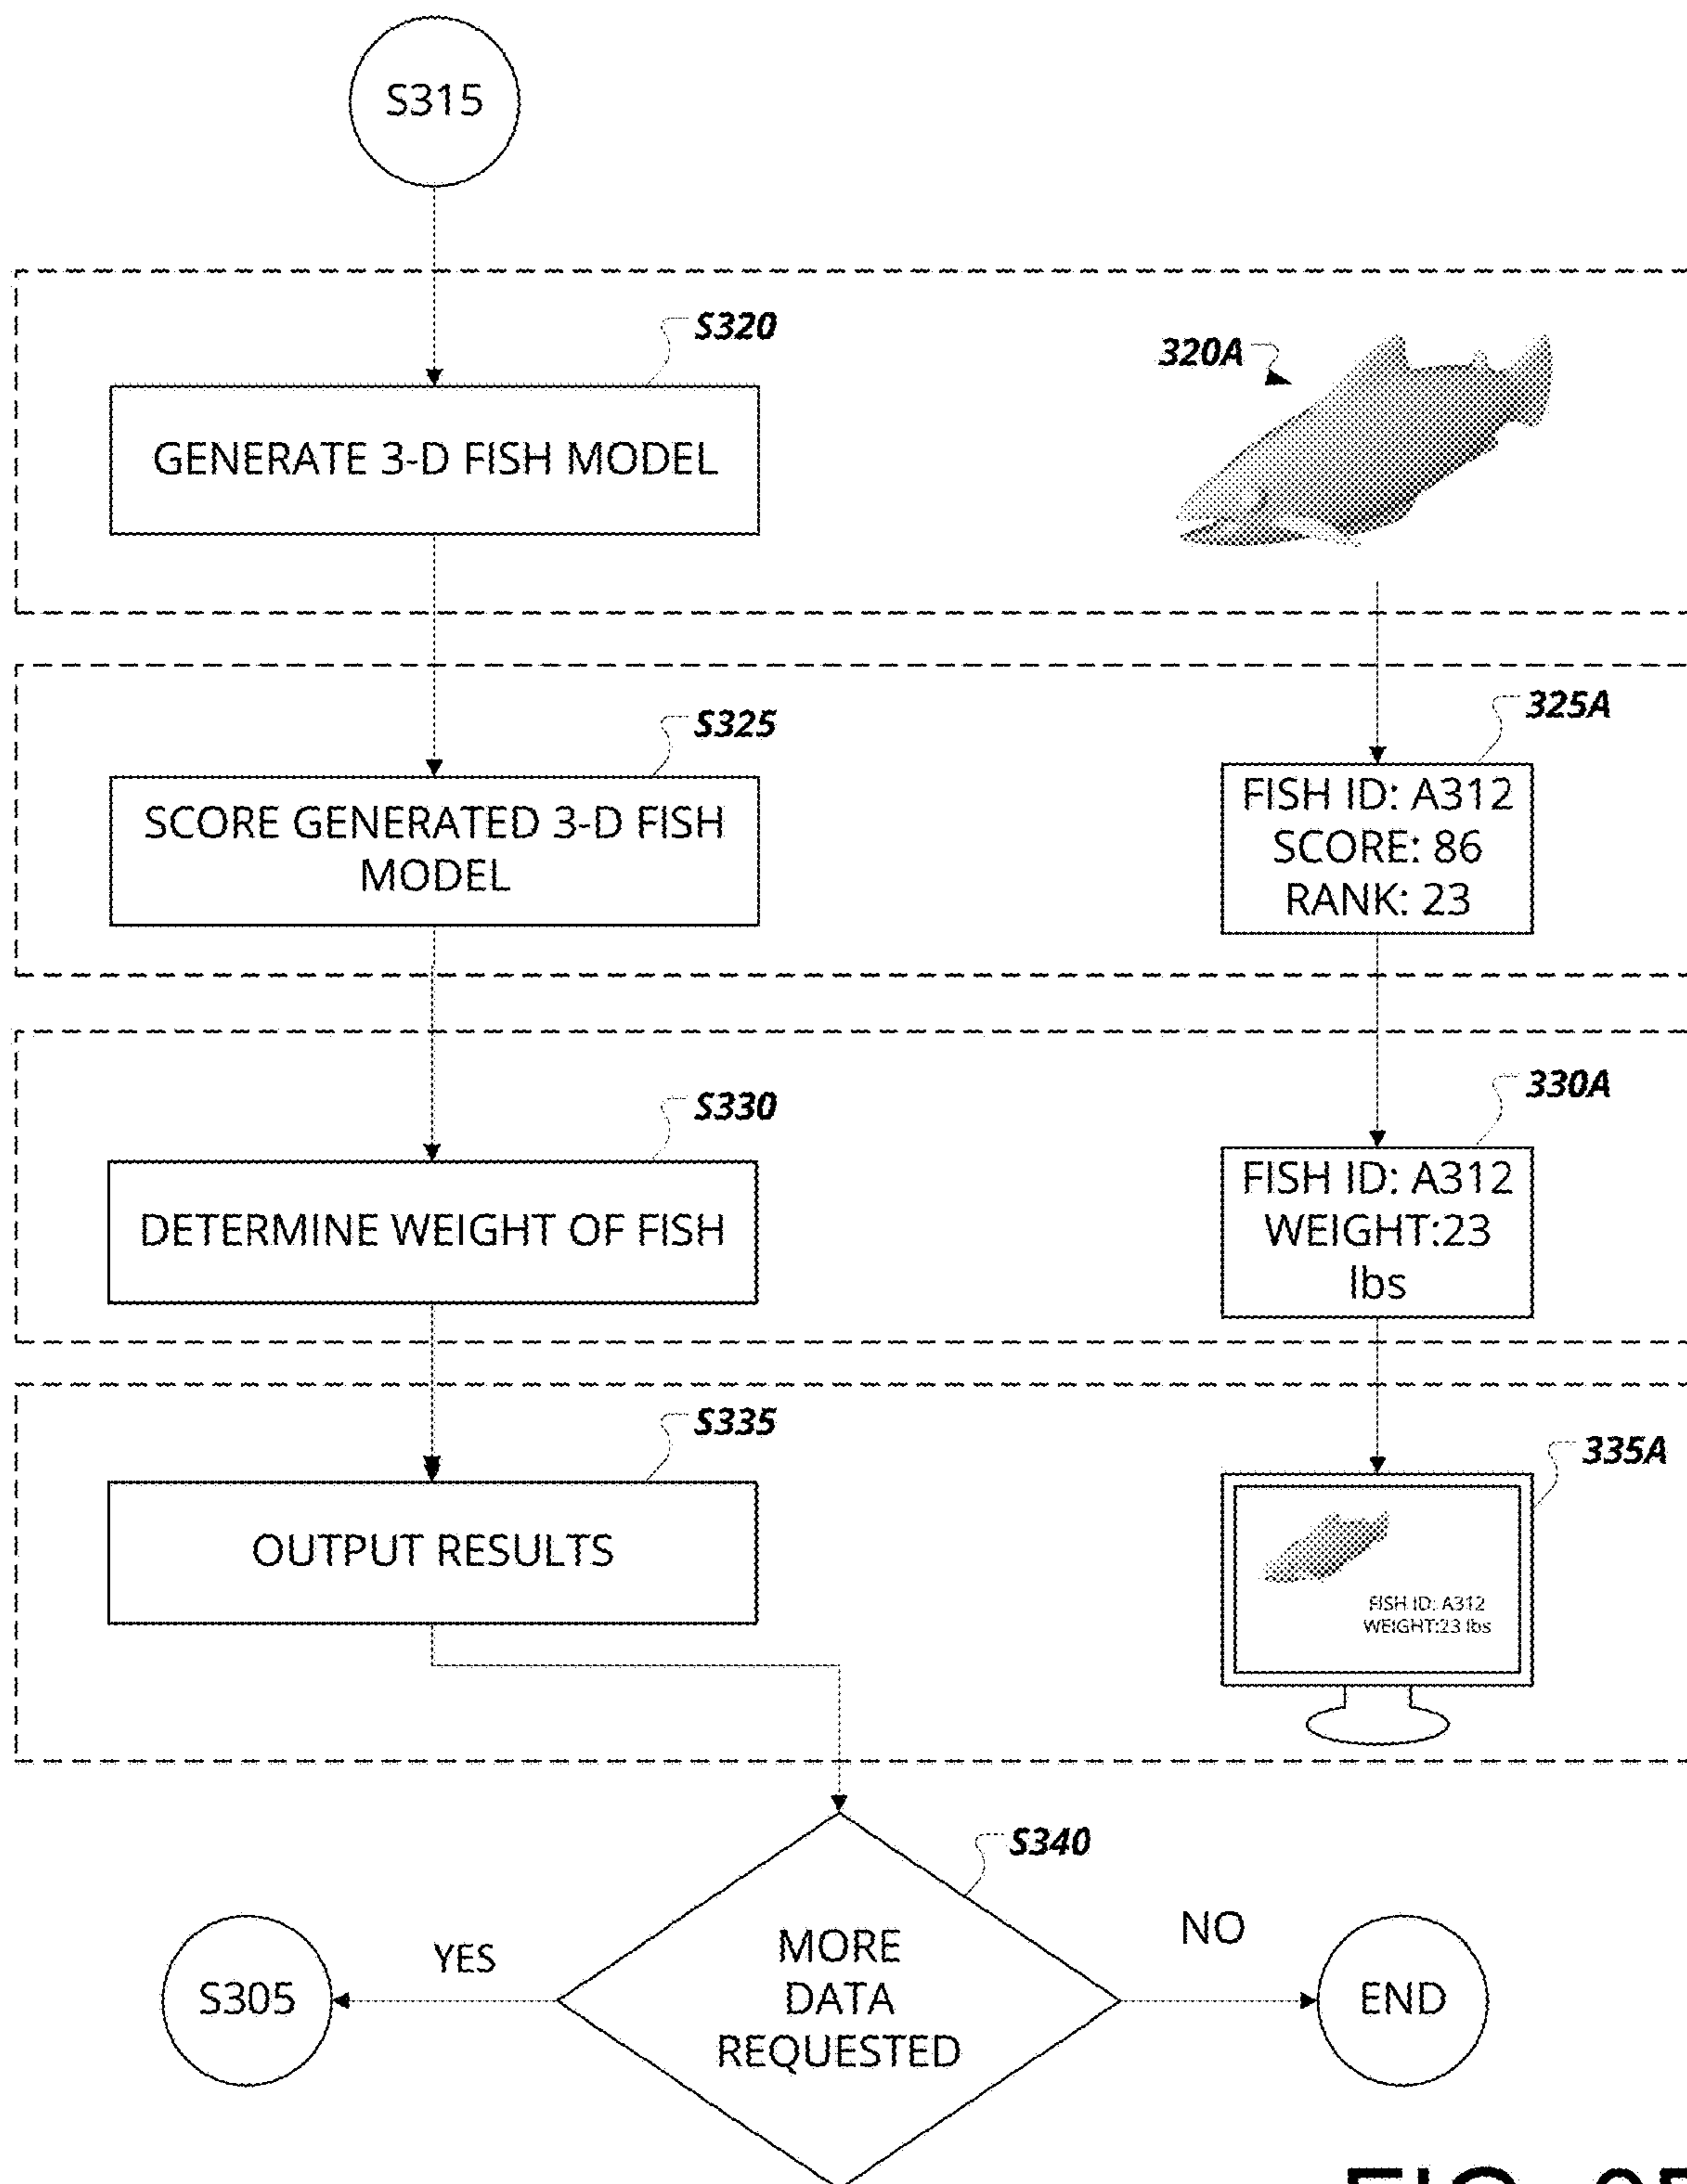 S315
S320
320A
GENERATE 3-D FISH MODEL
S325
325A
SCORE GENERATED 3-D FISH
MODEL
FISH ID: A312
SCORE: 86
RANK: 23
S330
330A
DETERMINE WEIGHT OF FISH
FISH ID: A312
WEIGHT:23
lbs
S335
335A
OUTPUT RESULTS
FISH ID: A312
WEIGHT:23 lbs
S340
MORE
DATA
REQUESTED
YES
NO
S305
END